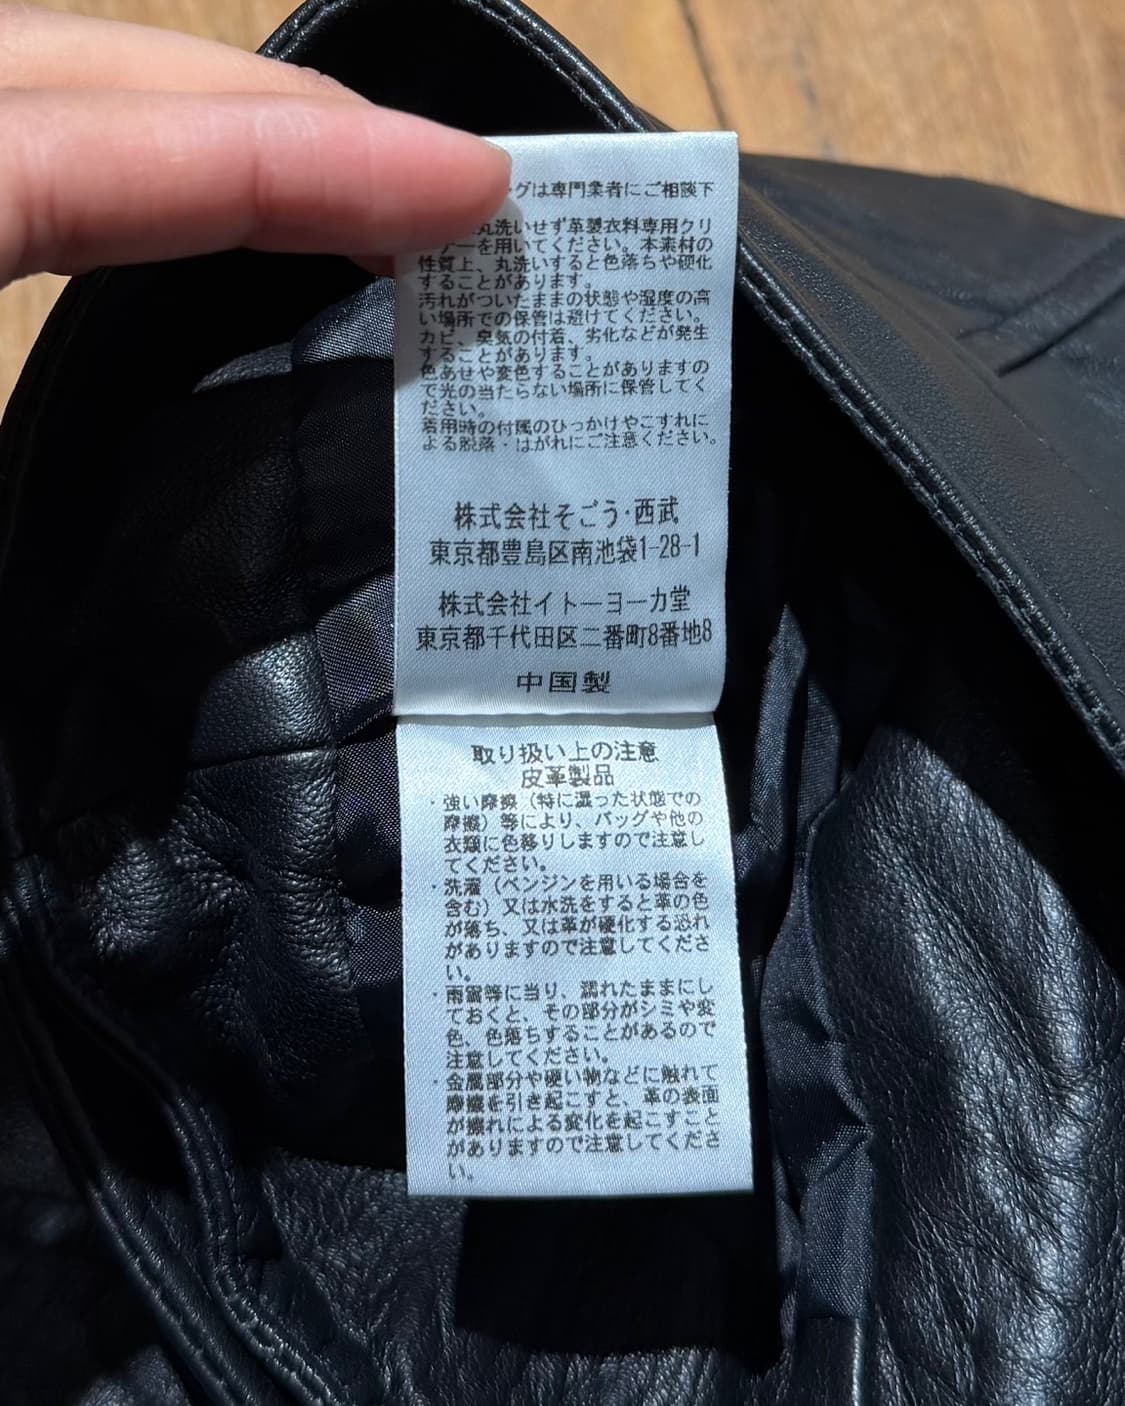 グは専門業者にご相談下
丸洗いせず革製衣料専用クリ
ナーを用いてください。本素材の
性質上、丸洗いすると色落ちや硬化
することがあります。
汚れがついたままの状態や湿度の高
い場所での保管は避けてください。
カビ、臭気の付着、劣化などが発生
することがあります。
色あせや変色することがありますの
で光の当たらない場所に保管してく
ださい。
着用時の付属のひっかけやこすれに
よる脱落・はがれにご注意ください。
株式会社そごう・西武
東京都豊島区南池袋1-28-1
株式会社イトーヨーカ堂
東京都千代田区二番町8番地8
中国製
取り扱い上の注意
皮革製品
・強い摩擦(特に濡った状態での
摩擦)等により、バッグや他の
衣類に色移りしますので注意し
てください。
・洗濯(ベンジンを用いる場合を
含む)又は水洗をすると革の色
が落ち、又は革が硬化する恐れ
がありますので注意してくださ
い。
・雨露等に当り、濡れたままにし
ておくと、その部分がシミや変
色、色落ちすることがあるので
注意してください。
・金属部分や硬い物などに触れて
摩擦を引き起こすと、革の表面
が擦れによる変化を起こすこと
がありますので注意してくださ
い。